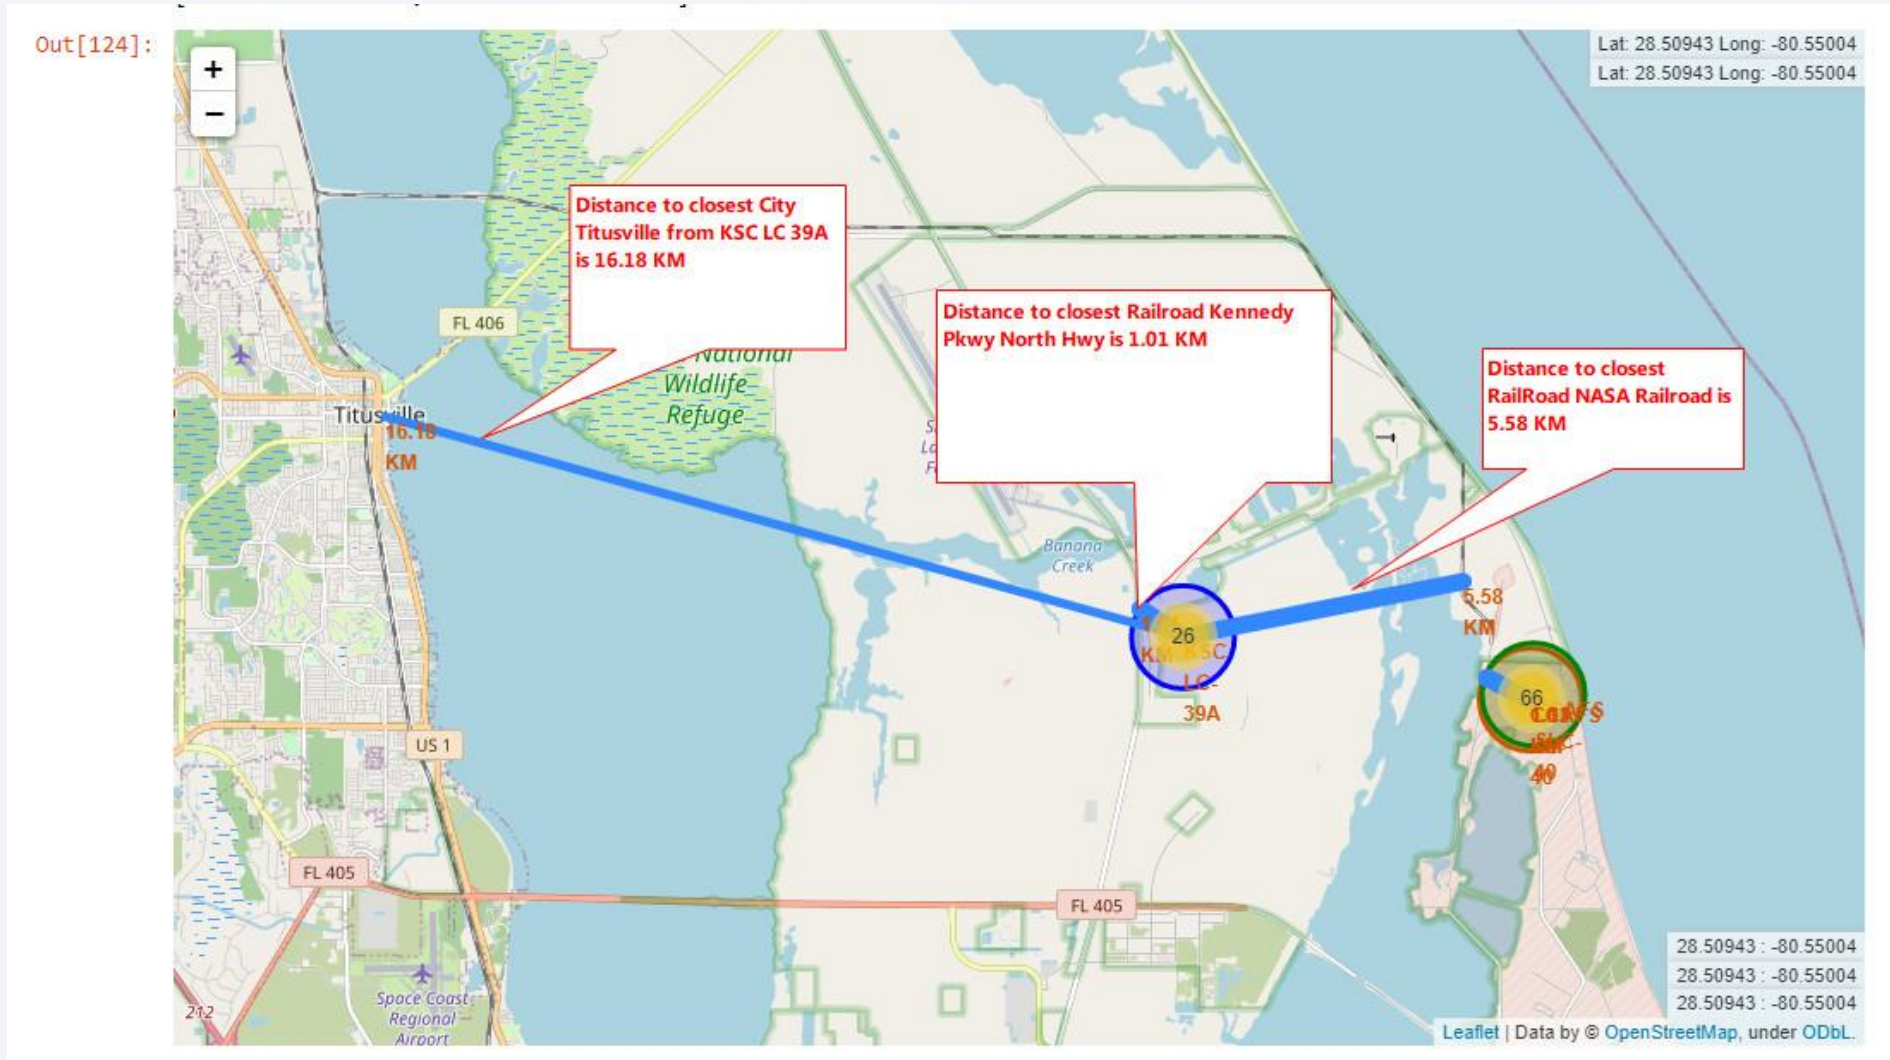 Out[124]:
+
−
Lat: 28.50943 Long: -80.55004
Lat: 28.50943 Long: -80.55004
Distance to closest City
Titusville from KSC LC 39A
is 16.18 KM
Distance to closest Railroad Kennedy
Pkwy North Hwy is 1.01 KM
Distance to closest
RailRoad NASA Railroad is
5.58 KM
FL 406
National
Wildlife
Refuge
Titusville
16.18
KM
Banana
Creek
5.58
KM
26
KM
KSC
LC-
39A
66
40
US 1
FL 405
FL 405
212
Space Coast
Regional
Airport
28.50943 : -80.55004
28.50943 : -80.55004
28.50943 : -80.55004
Leaflet | Data by © OpenStreetMap, under ODbL.